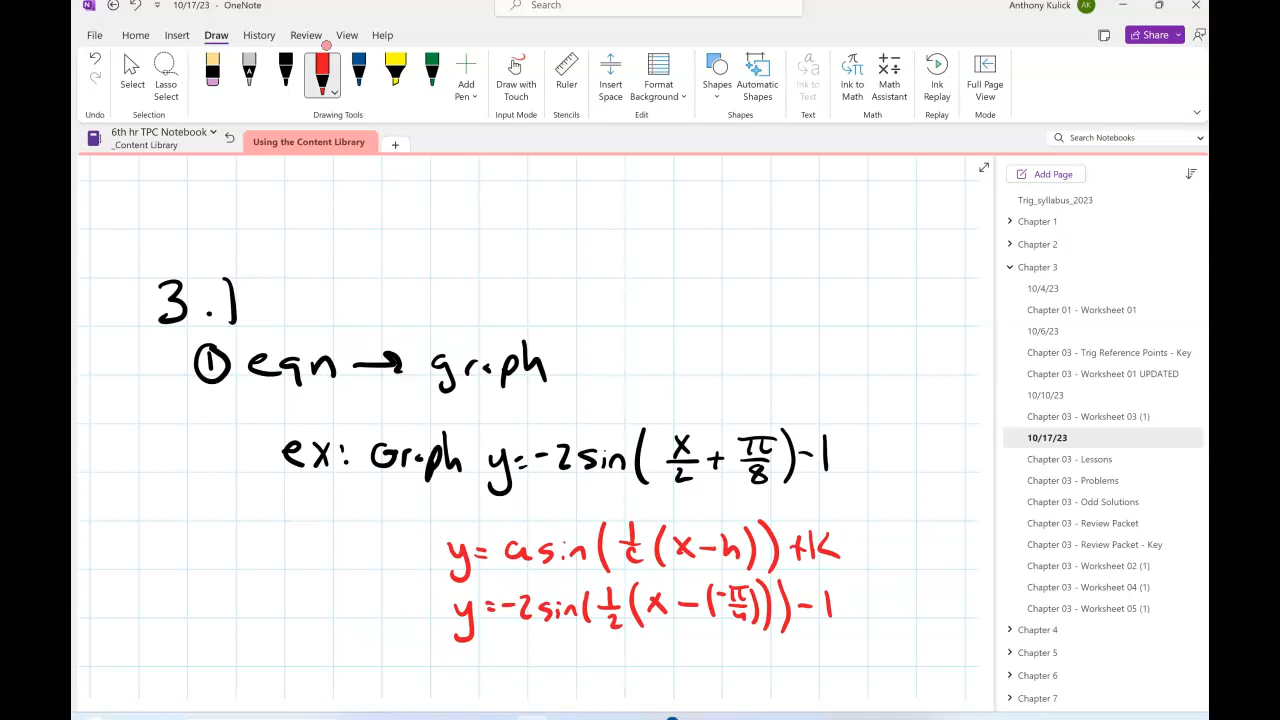 10/17/23 - OneNote
Search
Anthony Kulick
AK
File Home Insert Draw History Review View Help
Share
Select
Lasso Select
Add Pen
Draw with Touch
Ruler
Insert Space
Format Background
Shapes
Automatic Shapes
Ink to Text
Ink to Math
Math Assistant
Ink Replay
Full Page View
Undo
Selection
Drawing Tools
Input Mode
Stencils
Edit
Shapes
Text
Math
Replay
Mode
6th hr TPC Notebook
_Content Library
Using the Content Library
+
Search Notebooks
3.1
① eqn → graph
ex: Graph y=-2sin(x/2 + π/8)-1
y= a sin(1/c(x-h))+k
y=-2sin(1/2(x-(-π/4)))-1
Add Page
Trig_syllabus_2023
Chapter 1
Chapter 2
Chapter 3
10/4/23
Chapter 01 - Worksheet 01
10/6/23
Chapter 03 - Trig Reference Points - Key
Chapter 03 - Worksheet 01 UPDATED
10/10/23
Chapter 03 - Worksheet 03 (1)
10/17/23
Chapter 03 - Lessons
Chapter 03 - Problems
Chapter 03 - Odd Solutions
Chapter 03 - Review Packet
Chapter 03 - Review Packet - Key
Chapter 03 - Worksheet 02 (1)
Chapter 03 - Worksheet 04 (1)
Chapter 03 - Worksheet 05 (1)
Chapter 4
Chapter 5
Chapter 6
Chapter 7